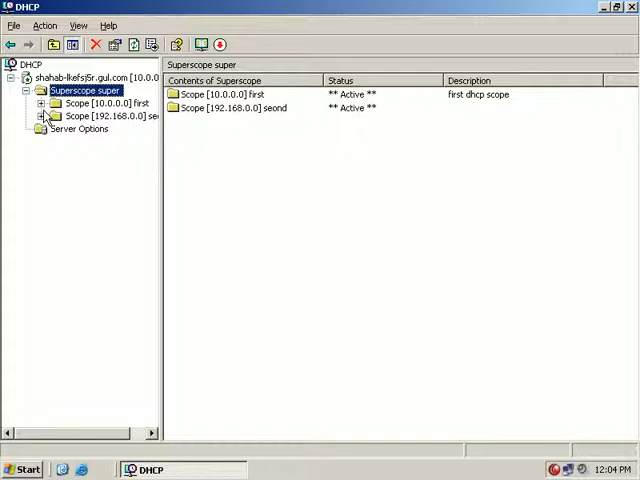 DHCP
File Action View Help
DHCP
shahab-lkefsj5r.gul.com [10.0.0
Superscope super
Scope [10.0.0.0] first
Scope [192.168.0.0] se
Server Options
Superscope super
Contents of Superscope Status Description
Scope [10.0.0.0] first ** Active ** first dhcp scope
Scope [192.168.0.0] seond ** Active **
Start DHCP 12:04 PM